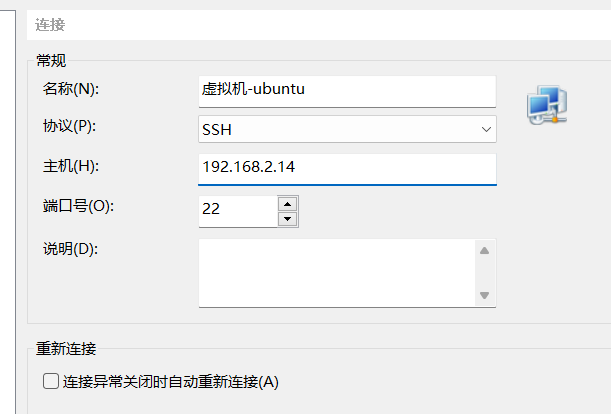 连接
常规
名称(N): 虚拟机-ubuntu
协议(P): SSH
主机(H): 192.168.2.14
端口号(O): 22
说明(D):
重新连接
连接异常关闭时自动重新连接(A)